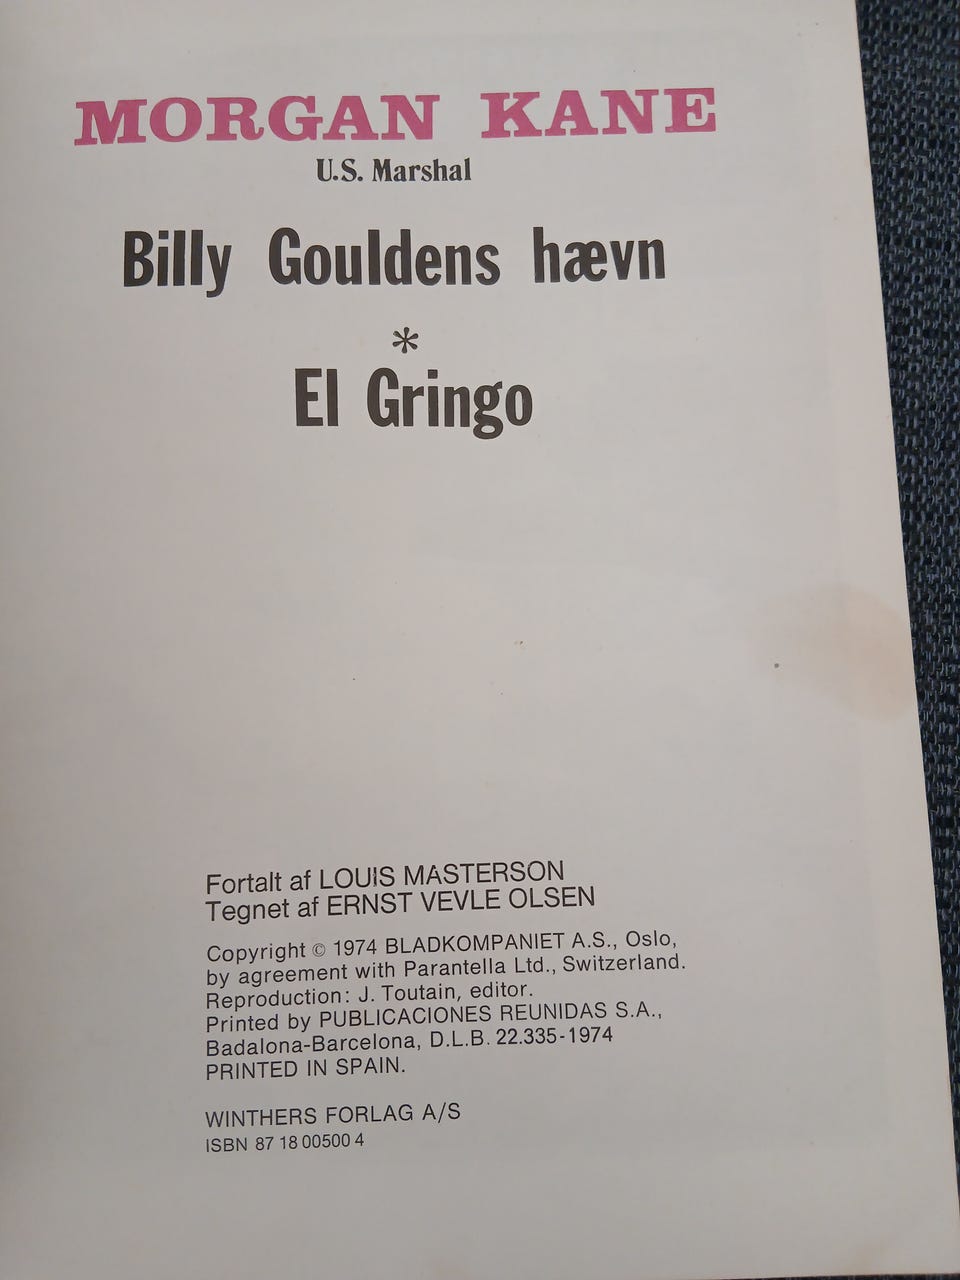 MORGAN KANE
U.S. Marshal
Billy Gouldens hævn
*
El Gringo
Fortalt af LOUIS MASTERSON
Tegnet af ERNST VEVLE OLSEN
Copyright © 1974 BLADKOMPANIET A.S., Oslo,
by agreement with Parantella Ltd., Switzerland.
Reproduction: J. Toutain, editor.
Printed by PUBLICACIONES REUNIDAS S.A.,
Badalona-Barcelona, D.L.B. 22.335-1974
PRINTED IN SPAIN.
WINTHERS FORLAG A/S
ISBN 87 18 00500 4